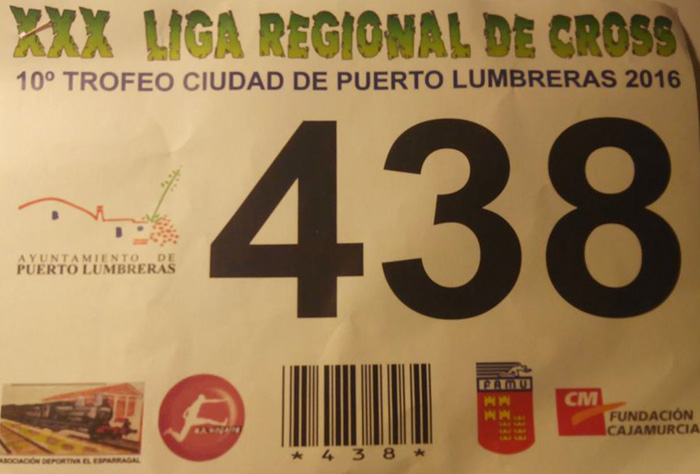 XXX LIGA REGIONAL DE CROSS
10º TROFEO CIUDAD DE PUERTO LUMBRERAS 2016
438
AYUNTAMIENTO DE
PUERTO LUMBRERAS
ASOCIACIÓN DEPORTIVA EL ESPARRAGAL
*438*
FAMU
CM
FUNDACIÓN
CAJAMURCIA